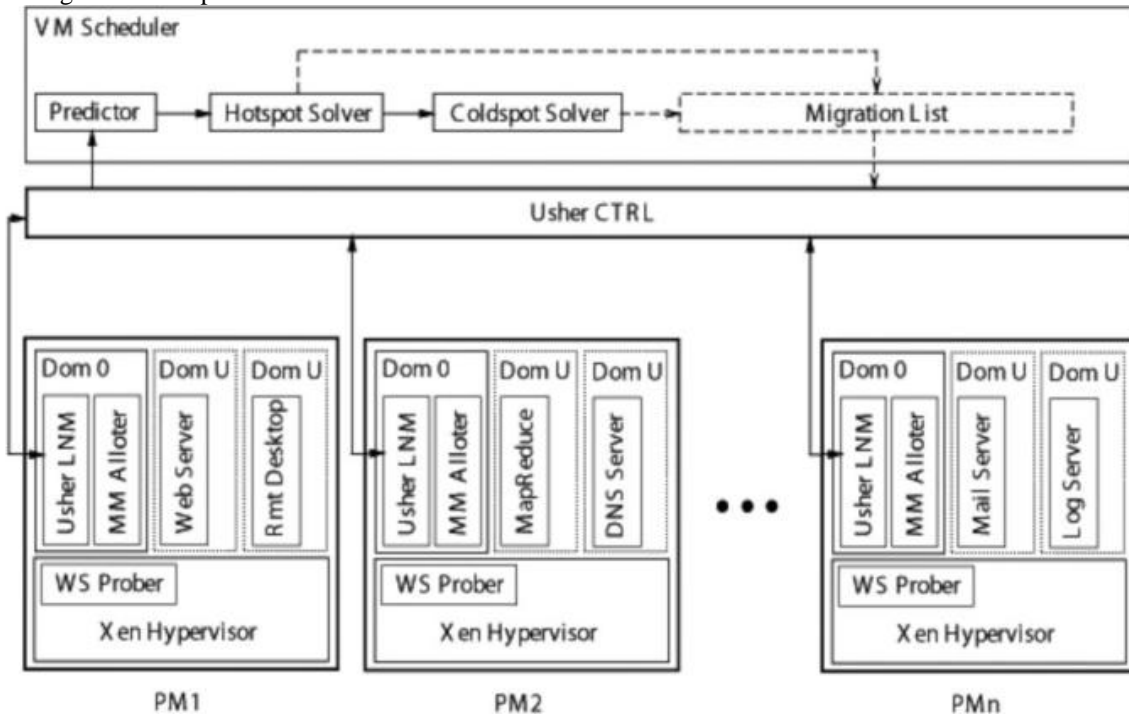 VM Scheduler
Predictor
Hotspot Solver
Coldspot Solver
Migration List
Usher CTRL
Dom 0
Dom U
Dom U
Usher LNM
MM Alloter
Web Server
Rmt Desktop
WS Prober
Xen Hypervisor
PM1
Dom 0
Dom U
Dom U
Usher LNM
MM Alloter
MapReduce
DNS Server
WS Prober
Xen Hypervisor
PM2
Dom 0
Dom U
Dom U
Usher LNM
MM Alloter
Mail Server
Log Server
WS Prober
Xen Hypervisor
PMn